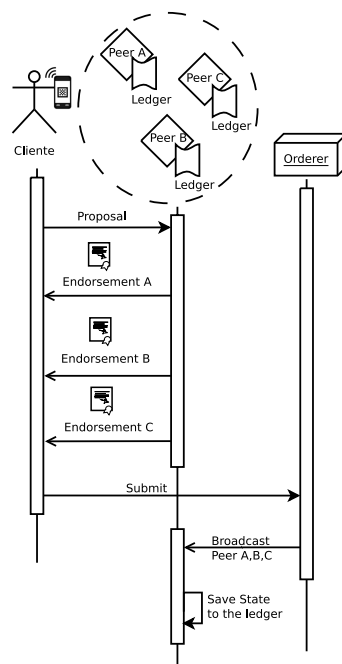 Peer A
Ledger
Peer C
Ledger
Peer B
Ledger
Cliente
Orderer
Proposal
Endorsement A
Endorsement B
Endorsement C
Submit
Broadcast
Peer A,B,C
Save State
to the ledger